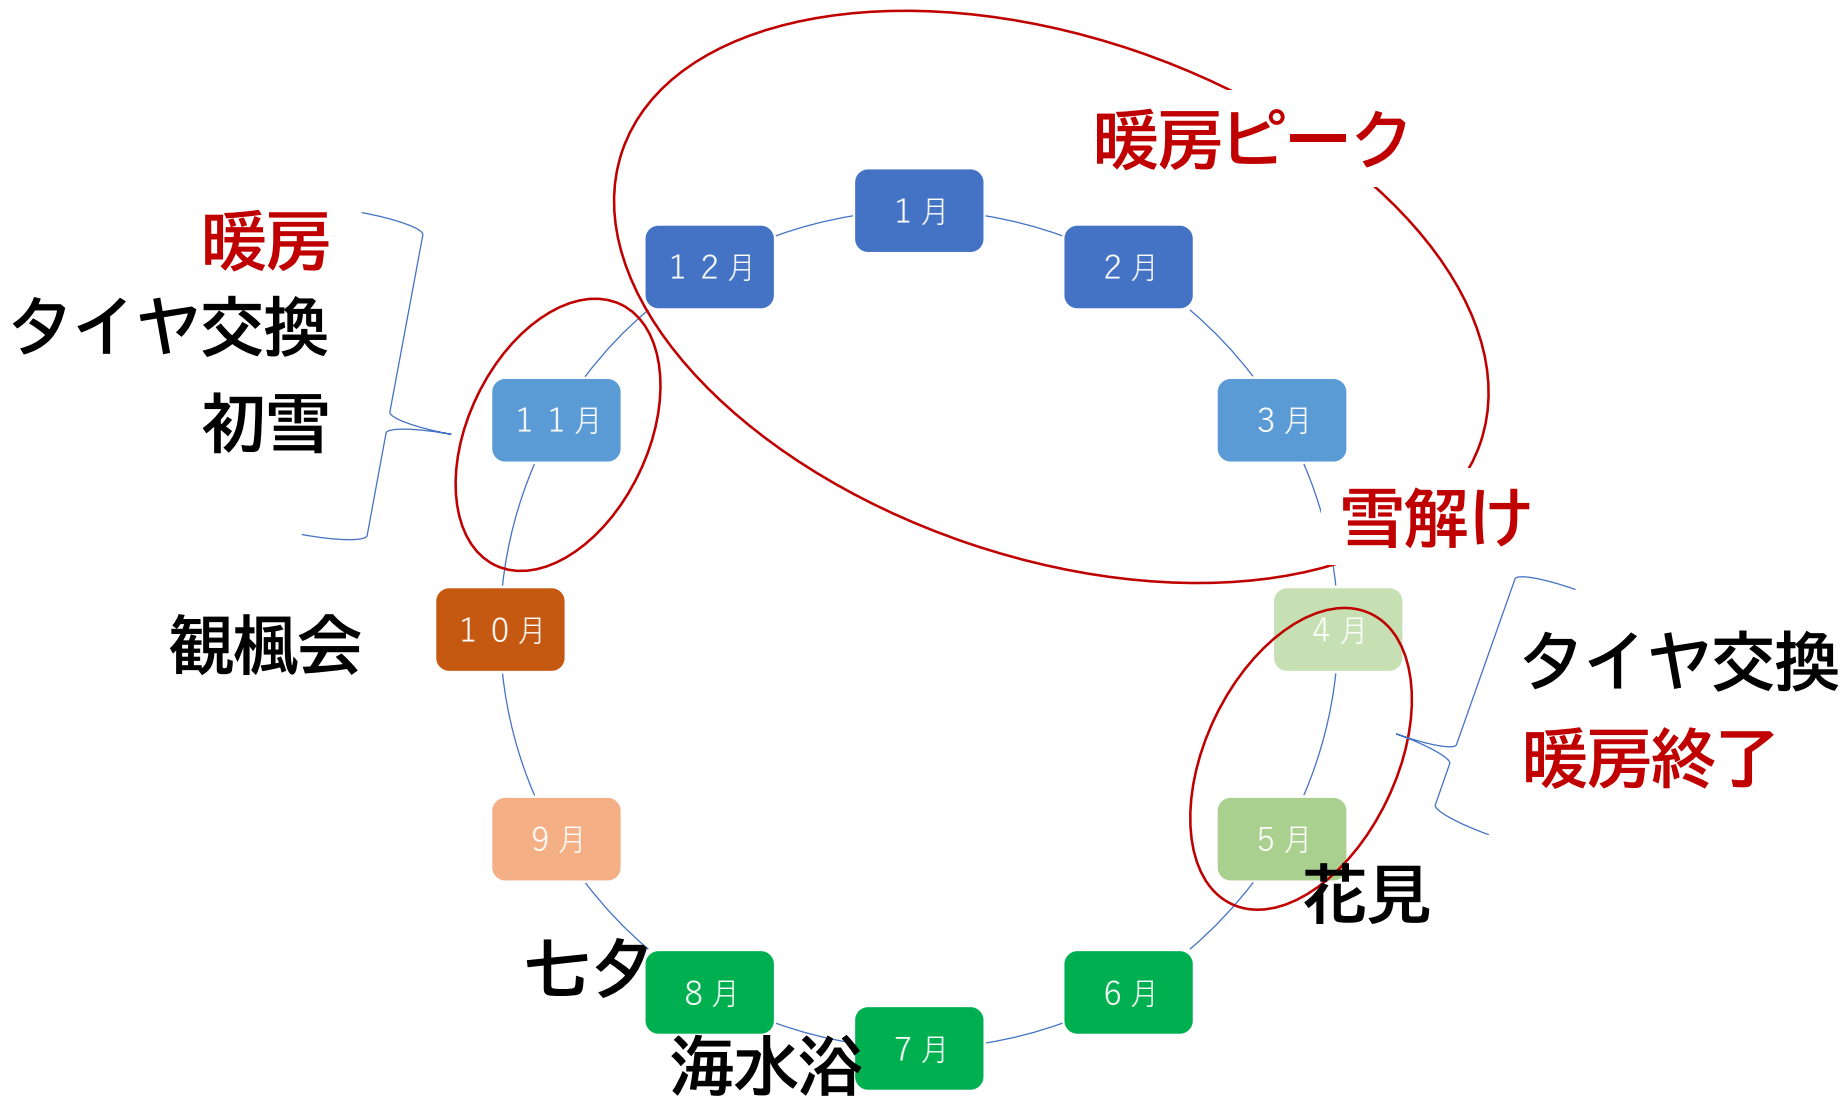 暖房ピーク
１月
１２月
２月
暖房
タイヤ交換
初雪
１１月
３月
雪解け
観楓会
１０月
４月
タイヤ交換
暖房終了
９月
５月
花見
七夕
８月
６月
海水浴
７月